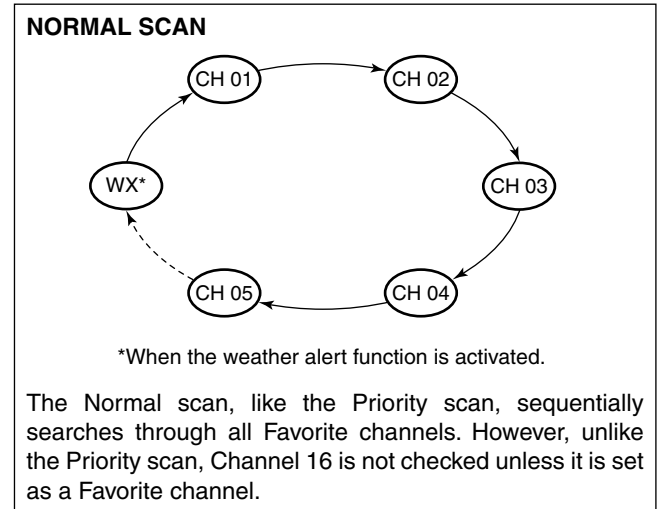 NORMAL SCAN
CH 01
CH 02
WX*
CH 03
CH 05
CH 04
*When the weather alert function is activated.
The Normal scan, like the Priority scan, sequentially
searches through all Favorite channels. However, unlike
the Priority scan, Channel 16 is not checked unless it is set
as a Favorite channel.